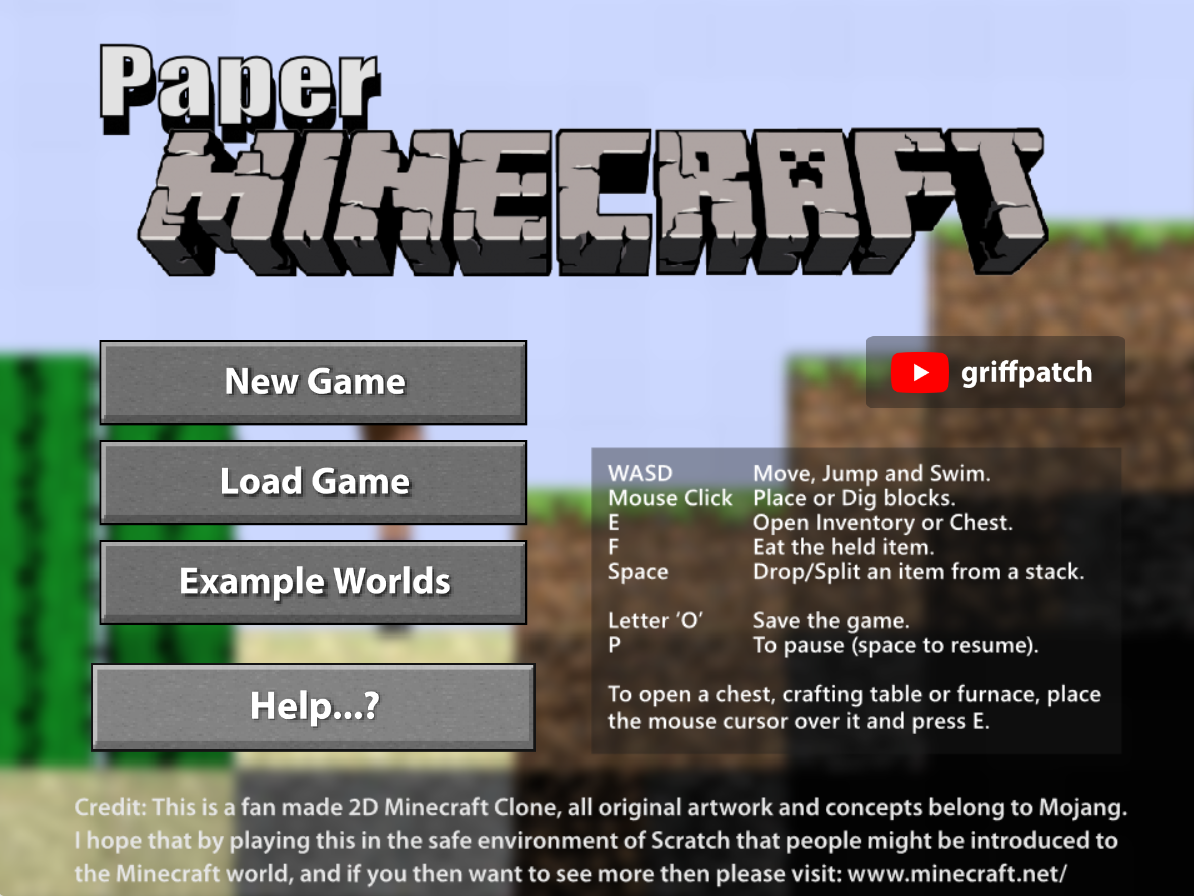 Paper
MINECRAFT
New Game
Load Game
Example Worlds
Help...?
griffpatch
WASD Move, Jump and Swim.
Mouse Click Place or Dig blocks.
E Open Inventory or Chest.
F Eat the held item.
Space Drop/Split an item from a stack.
Letter ‘O’ Save the game.
P To pause (space to resume).
To open a chest, crafting table or furnace, place
the mouse cursor over it and press E.
Credit: This is a fan made 2D Minecraft Clone, all original artwork and concepts belong to Mojang.
I hope that by playing this in the safe environment of Scratch that people might be introduced to
the Minecraft world, and if you then want to see more then please visit: www.minecraft.net/